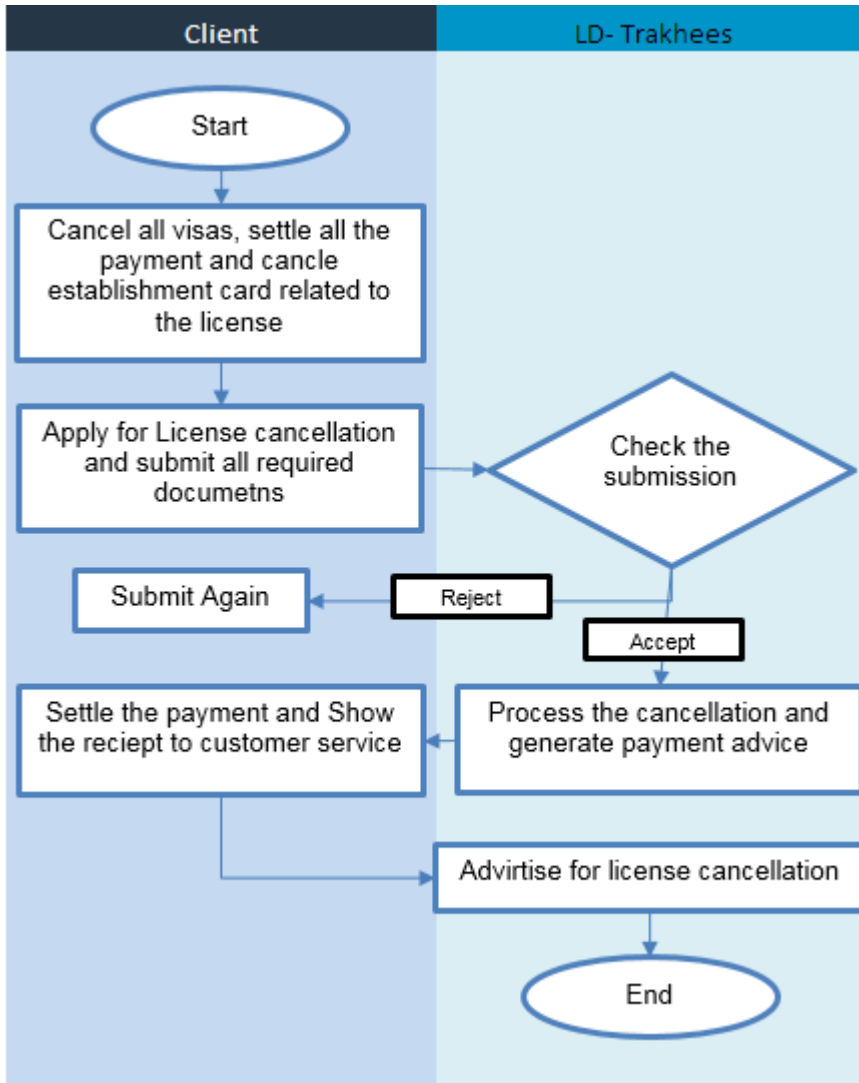 Client
LD- Trakhees
Start
Cancel all visas, settle all the
payment and cancle
establishment card related to
the license
Apply for License cancellation
and submit all required
documetns
Check the
submission
Submit Again
Reject
Accept
Settle the payment and Show
the reciept to customer service
Process the cancellation and
generate payment advice
Advirtise for license cancellation
End